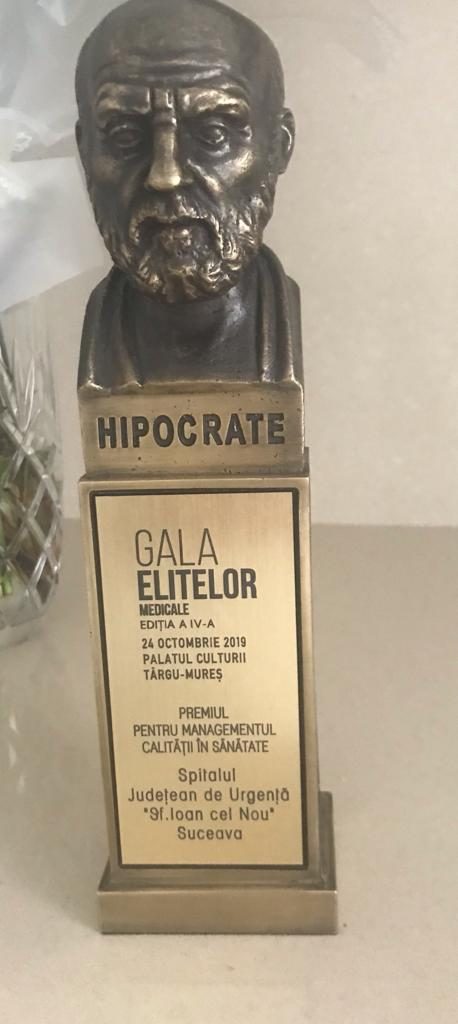 HIPOCRATE
GALA
ELITELOR
MEDICALE
EDIȚIA A IV-A
24 OCTOMBRIE 2019
PALATUL CULTURII
TÂRGU-MUREȘ
PREMIUL
PENTRU MANAGEMENTUL
CALITĂȚII ÎN SĂNĂTATE
Spitalul
Județean de Urgență
"Sf.Ioan cel Nou"
Suceava